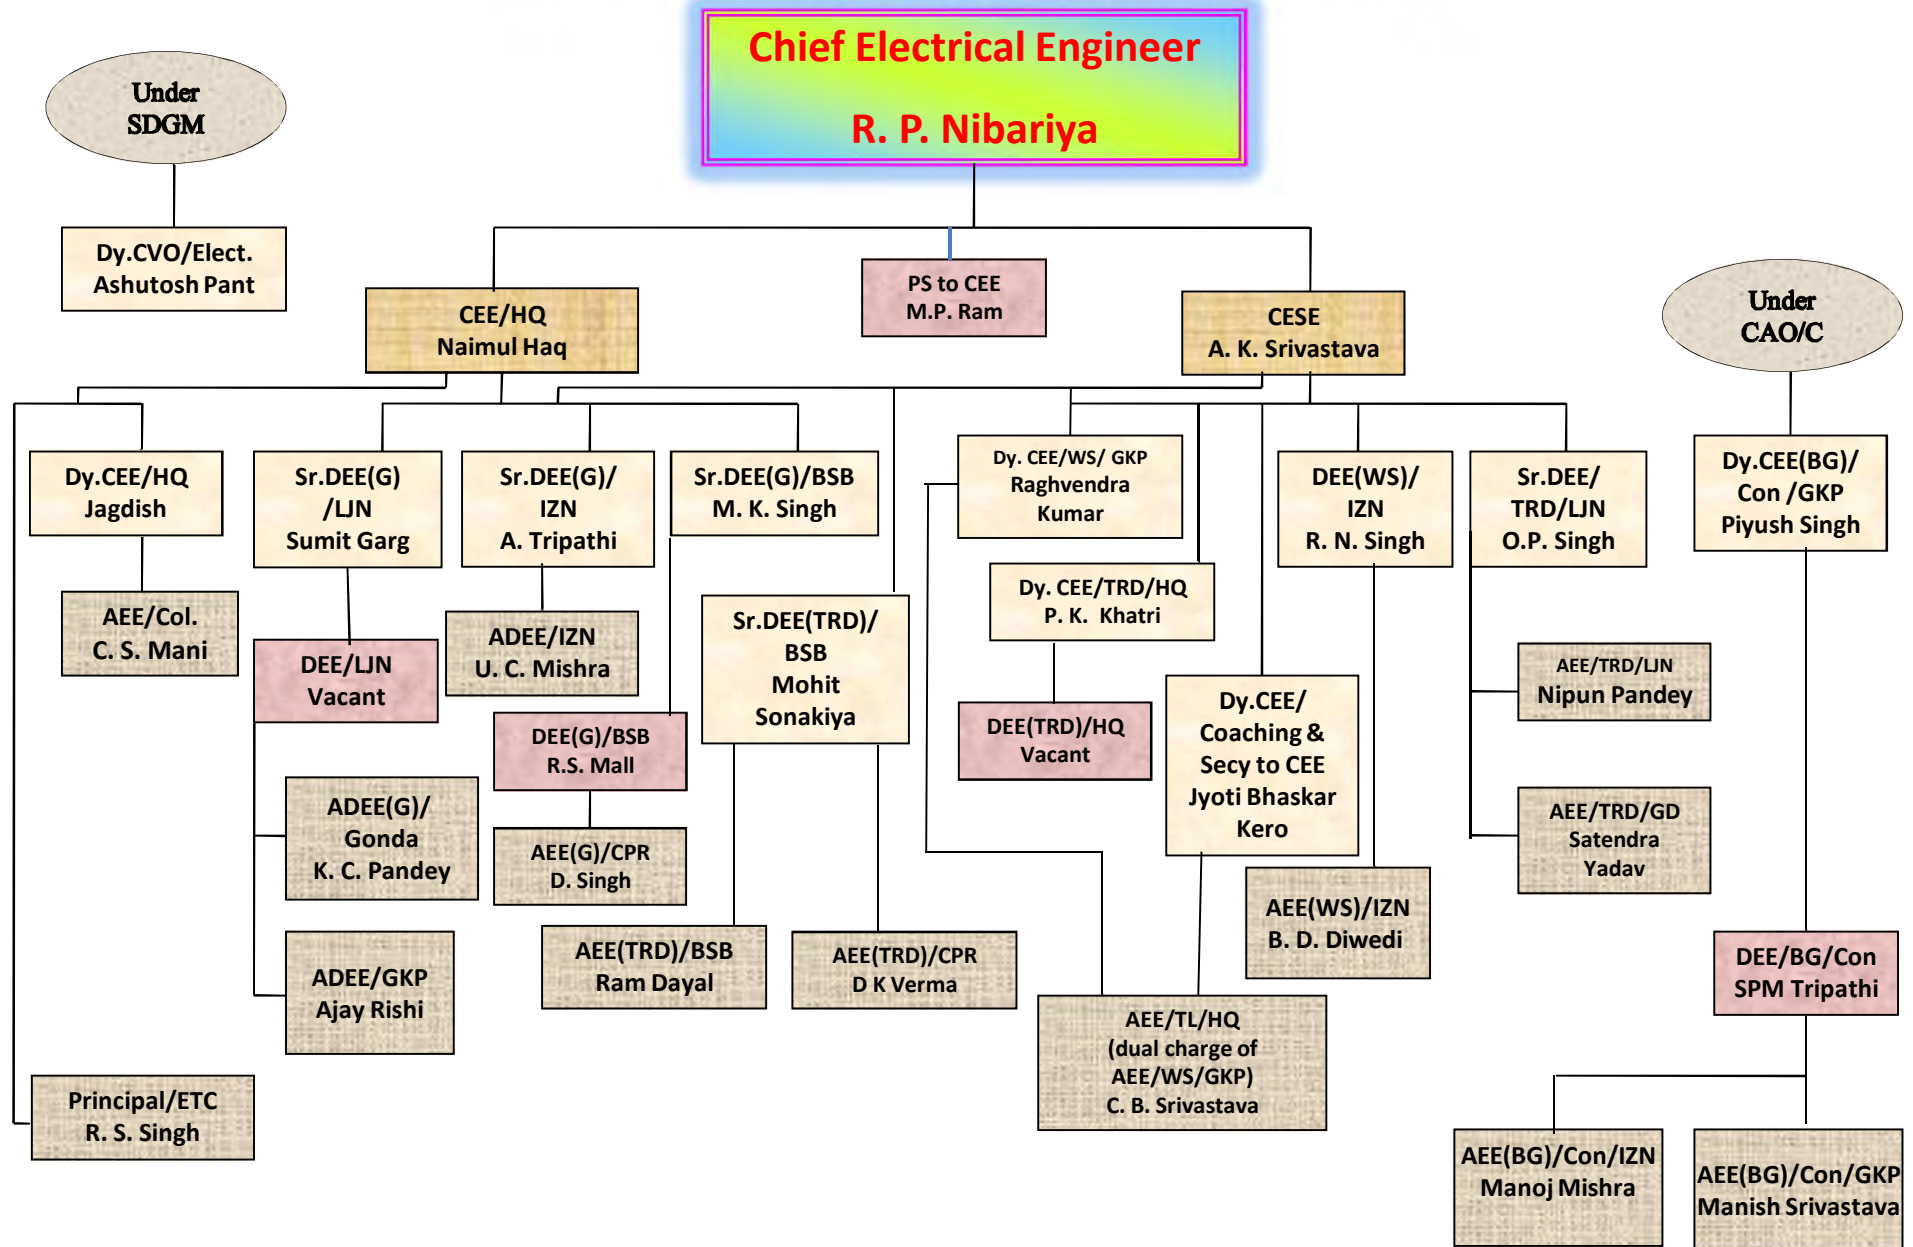 Chief Electrical Engineer
R. P. Nibariya
Under
SDGM
Dy.CVO/Elect.
Ashutosh Pant
PS to CEE
M.P. Ram
CEE/HQ
Naimul Haq
CESE
A. K. Srivastava
Under
CAO/C
Dy.CEE/HQ
Jagdish
Sr.DEE(G)
/LJN
Sumit Garg
Sr.DEE(G)/
IZN
A. Tripathi
Sr.DEE(G)/BSB
M. K. Singh
Dy. CEE/WS/ GKP
Raghvendra
Kumar
DEE(WS)/
IZN
R. N. Singh
Sr.DEE/
TRD/LJN
O.P. Singh
Dy.CEE(BG)/
Con /GKP
Piyush Singh
Dy. CEE/TRD/HQ
P. K. Khatri
AEE/Col.
C. S. Mani
DEE/LJN
Vacant
ADEE/IZN
U. C. Mishra
Sr.DEE(TRD)/
BSB
Mohit
Sonakiya
AEE/TRD/LJN
Nipun Pandey
DEE(G)/BSB
R.S. Mall
DEE(TRD)/HQ
Vacant
Dy.CEE/
Coaching &
Secy to CEE
Jyoti Bhaskar
Kero
ADEE(G)/
Gonda
K. C. Pandey
AEE(G)/CPR
D. Singh
AEE/TRD/GD
Satendra
Yadav
AEE(WS)/IZN
B. D. Diwedi
ADEE/GKP
Ajay Rishi
AEE(TRD)/BSB
Ram Dayal
AEE(TRD)/CPR
D K Verma
DEE/BG/Con
SPM Tripathi
AEE/TL/HQ
(dual charge of
AEE/WS/GKP)
C. B. Srivastava
Principal/ETC
R. S. Singh
AEE(BG)/Con/IZN
Manoj Mishra
AEE(BG)/Con/GKP
Manish Srivastava